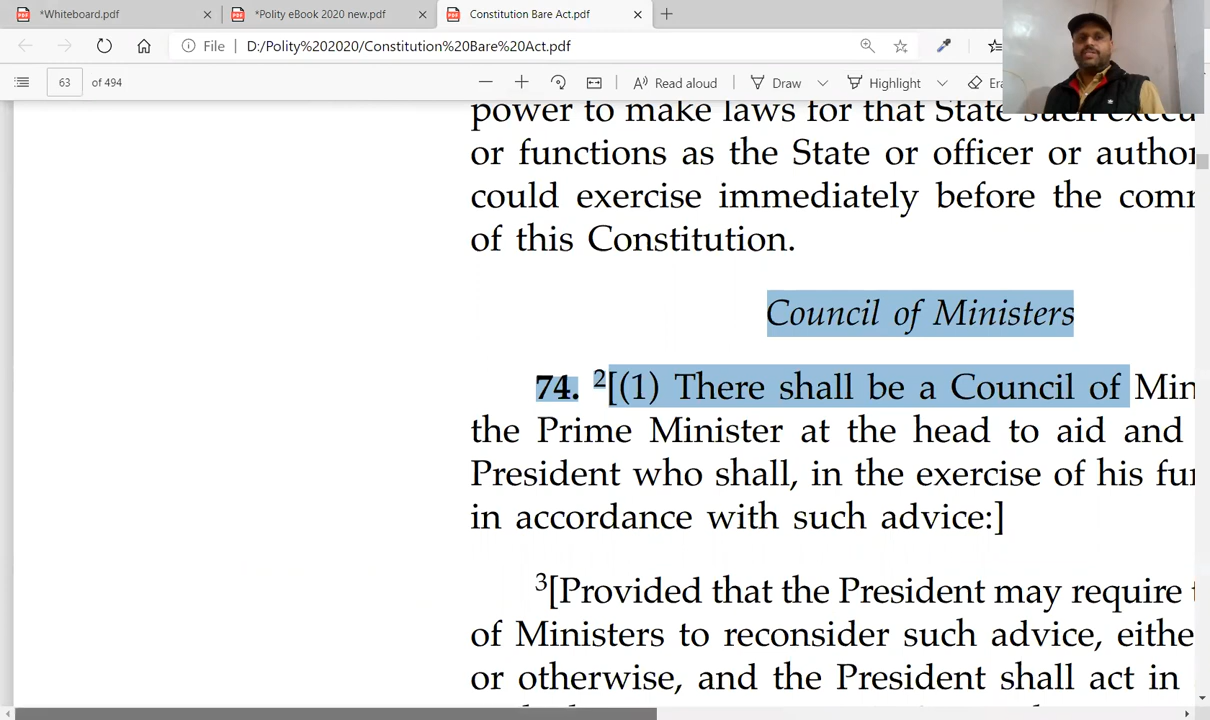 *Whiteboard.pdf
*Polity eBook 2020 new.pdf
Constitution Bare Act.pdf
File D:/Polity%202020/Constitution%20Bare%20Act.pdf
63 of 494
Read aloud Draw Highlight
power to make laws for that State such
or functions as the State or officer or
could exercise immediately before the
of this Constitution.
Council of Ministers
74. 2[(1) There shall be a Council of
the Prime Minister at the head to aid and
President who shall, in the exercise of his
in accordance with such advice:]
3[Provided that the President may require
of Ministers to reconsider such advice,
or otherwise, and the President shall act in